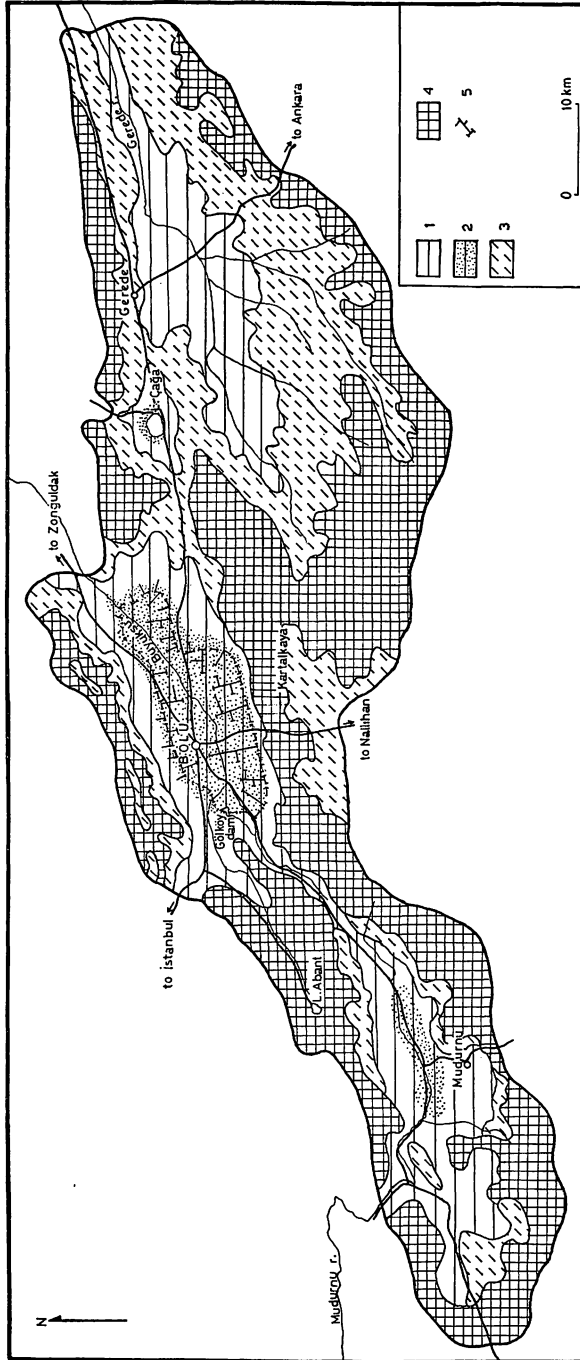 N
Mudurnu r.
Mudurnu
L. Abant
to İstanbul
Gölköy
dam
BOLU
Büyüksu
to Zonguldak
to Nallıhan
Kartalkaya
Çağa
Gerede
Gerede r.
to Ankara
1
2
3
4
5
0 10 km